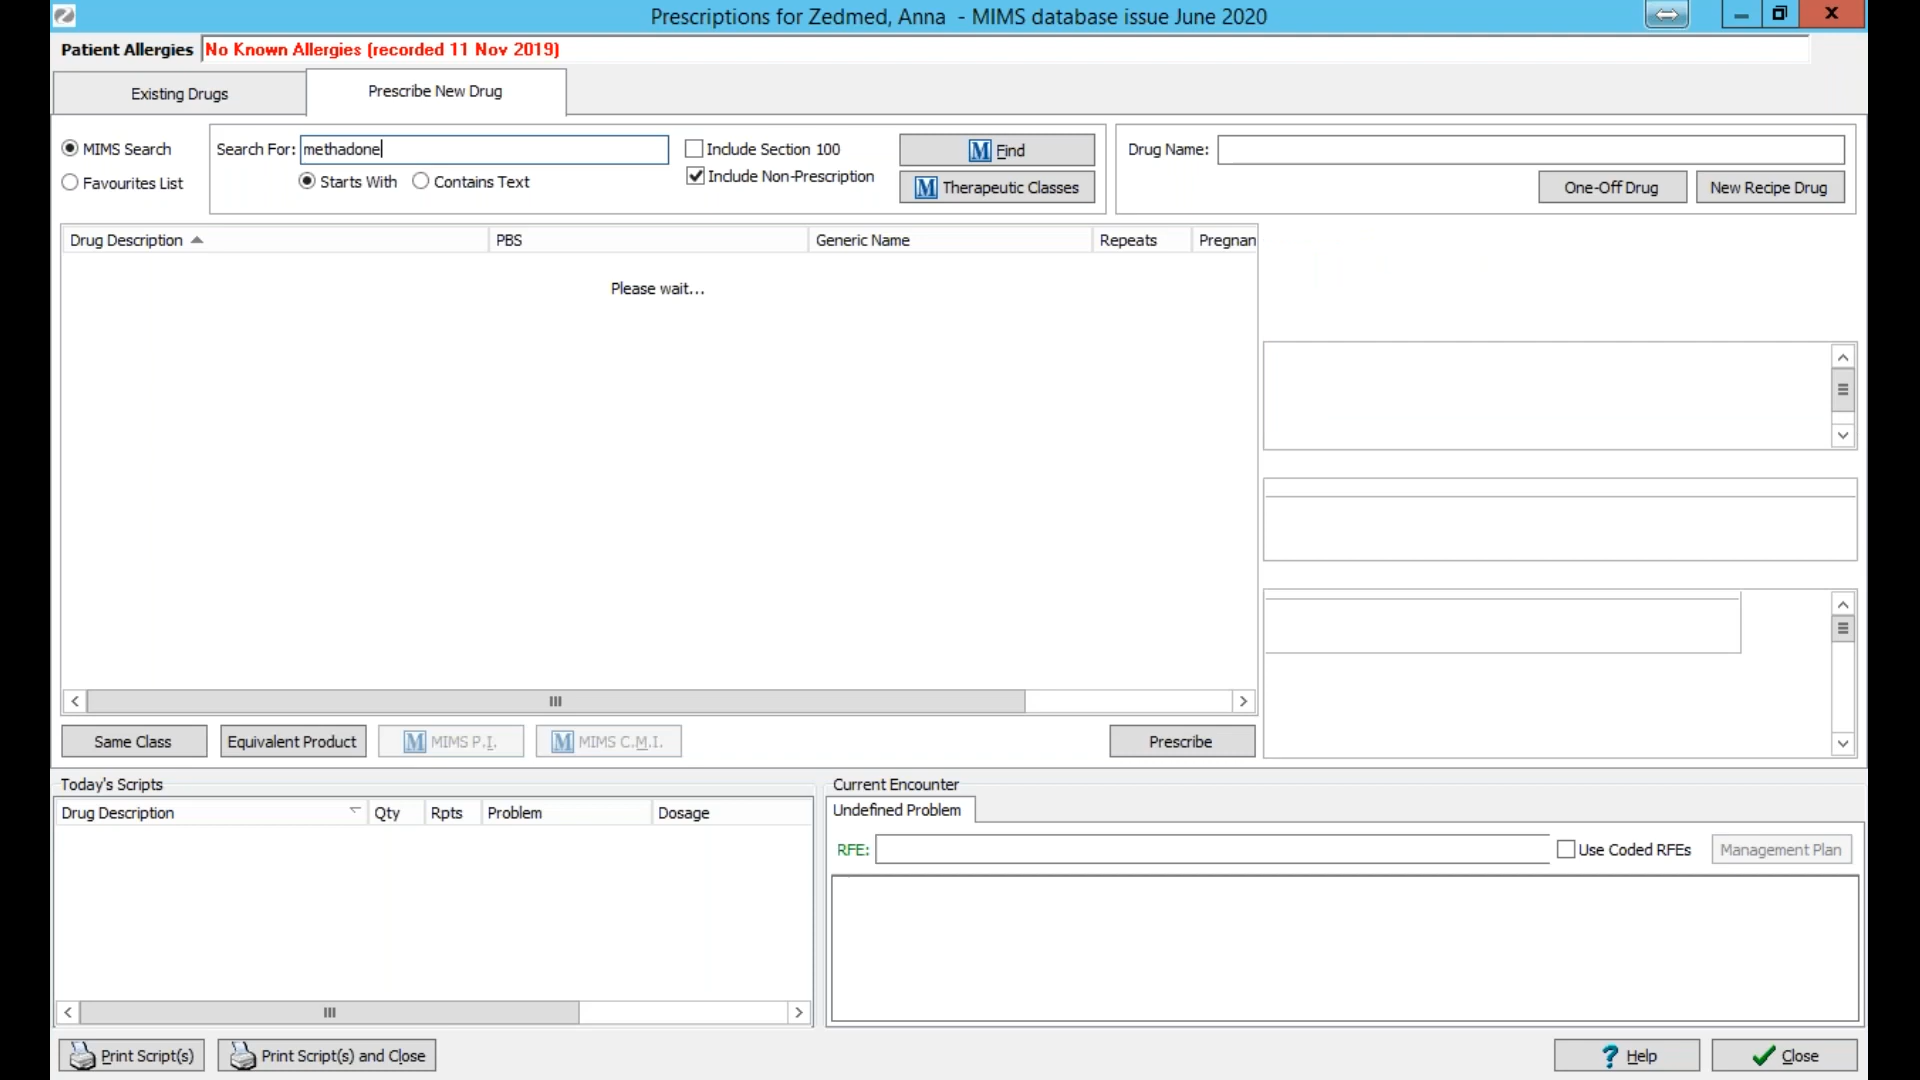 Prescriptions for Zedmed, Anna - MIMS database issue June 2020
Patient Allergies No Known Allergies (recorded 11 Nov 2019)
Existing Drugs Prescribe New Drug
MIMS Search Search For: methadone Include Section 100 M Find Drug Name:
Favourites List Starts With Contains Text Include Non-Prescription M Therapeutic Classes One-Off Drug New Recipe Drug
Drug Description PBS Generic Name Repeats Pregnan
Please wait...
Same Class Equivalent Product M MIMS P.I. M MIMS C.M.I. Prescribe
Today's Scripts Current Encounter
Undefined Problem
Drug Description Qty Rpts Problem Dosage
RFE: Use Coded RFEs Management Plan
Print Script(s) Print Script(s) and Close ? Help Close